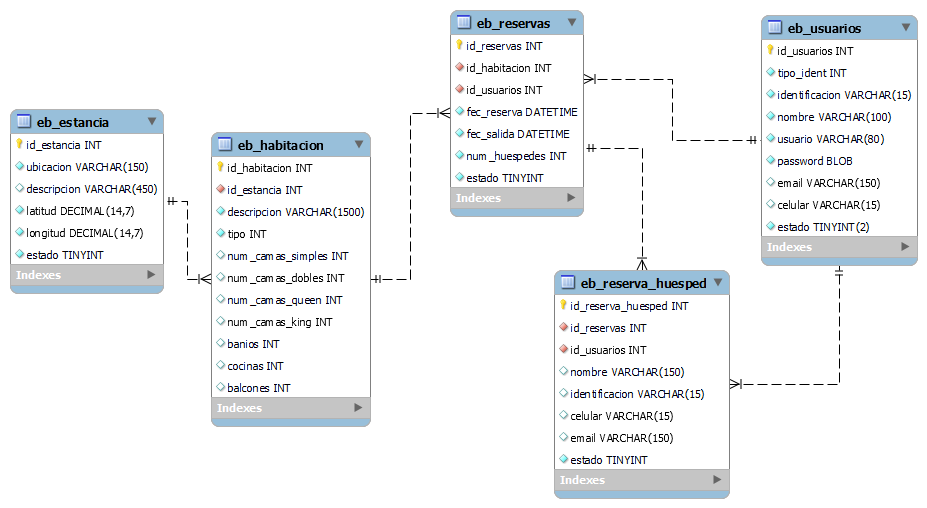 eb_estancia
id_estancia INT
ubicacion VARCHAR(150)
descripcion VARCHAR(450)
latitud DECIMAL(14,7)
longitud DECIMAL(14,7)
estado TINYINT
Indexes
eb_habitacion
id_habitacion INT
id_estancia INT
descripcion VARCHAR(1500)
tipo INT
num_camas_simples INT
num_camas_dobles INT
num_camas_queen INT
num_camas_king INT
banios INT
cocinas INT
balcones INT
Indexes
eb_reservas
id_reservas INT
id_habitacion INT
id_usuarios INT
fec_reserva DATETIME
fec_salida DATETIME
num_huespedes INT
estado TINYINT
Indexes
eb_usuarios
id_usuarios INT
tipo_ident INT
identificacion VARCHAR(15)
nombre VARCHAR(100)
usuario VARCHAR(80)
password BLOB
email VARCHAR(150)
celular VARCHAR(15)
estado TINYINT(2)
Indexes
eb_reserva_huesped
id_reserva_huesped INT
id_reservas INT
id_usuarios INT
nombre VARCHAR(150)
identificacion VARCHAR(15)
celular VARCHAR(15)
email VARCHAR(150)
estado TINYINT
Indexes